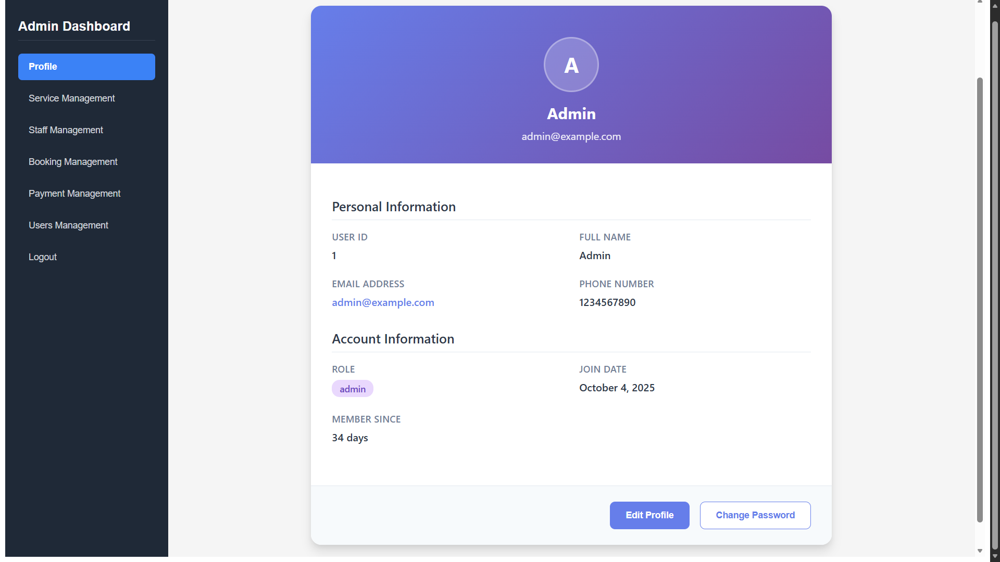 Admin Dashboard
Profile
Service Management
Staff Management
Booking Management
Payment Management
Users Management
Logout
A
Admin
admin@example.com
Personal Information
USER ID
1
FULL NAME
Admin
EMAIL ADDRESS
admin@example.com
PHONE NUMBER
1234567890
Account Information
ROLE
admin
JOIN DATE
October 4, 2025
MEMBER SINCE
34 days
Edit Profile
Change Password